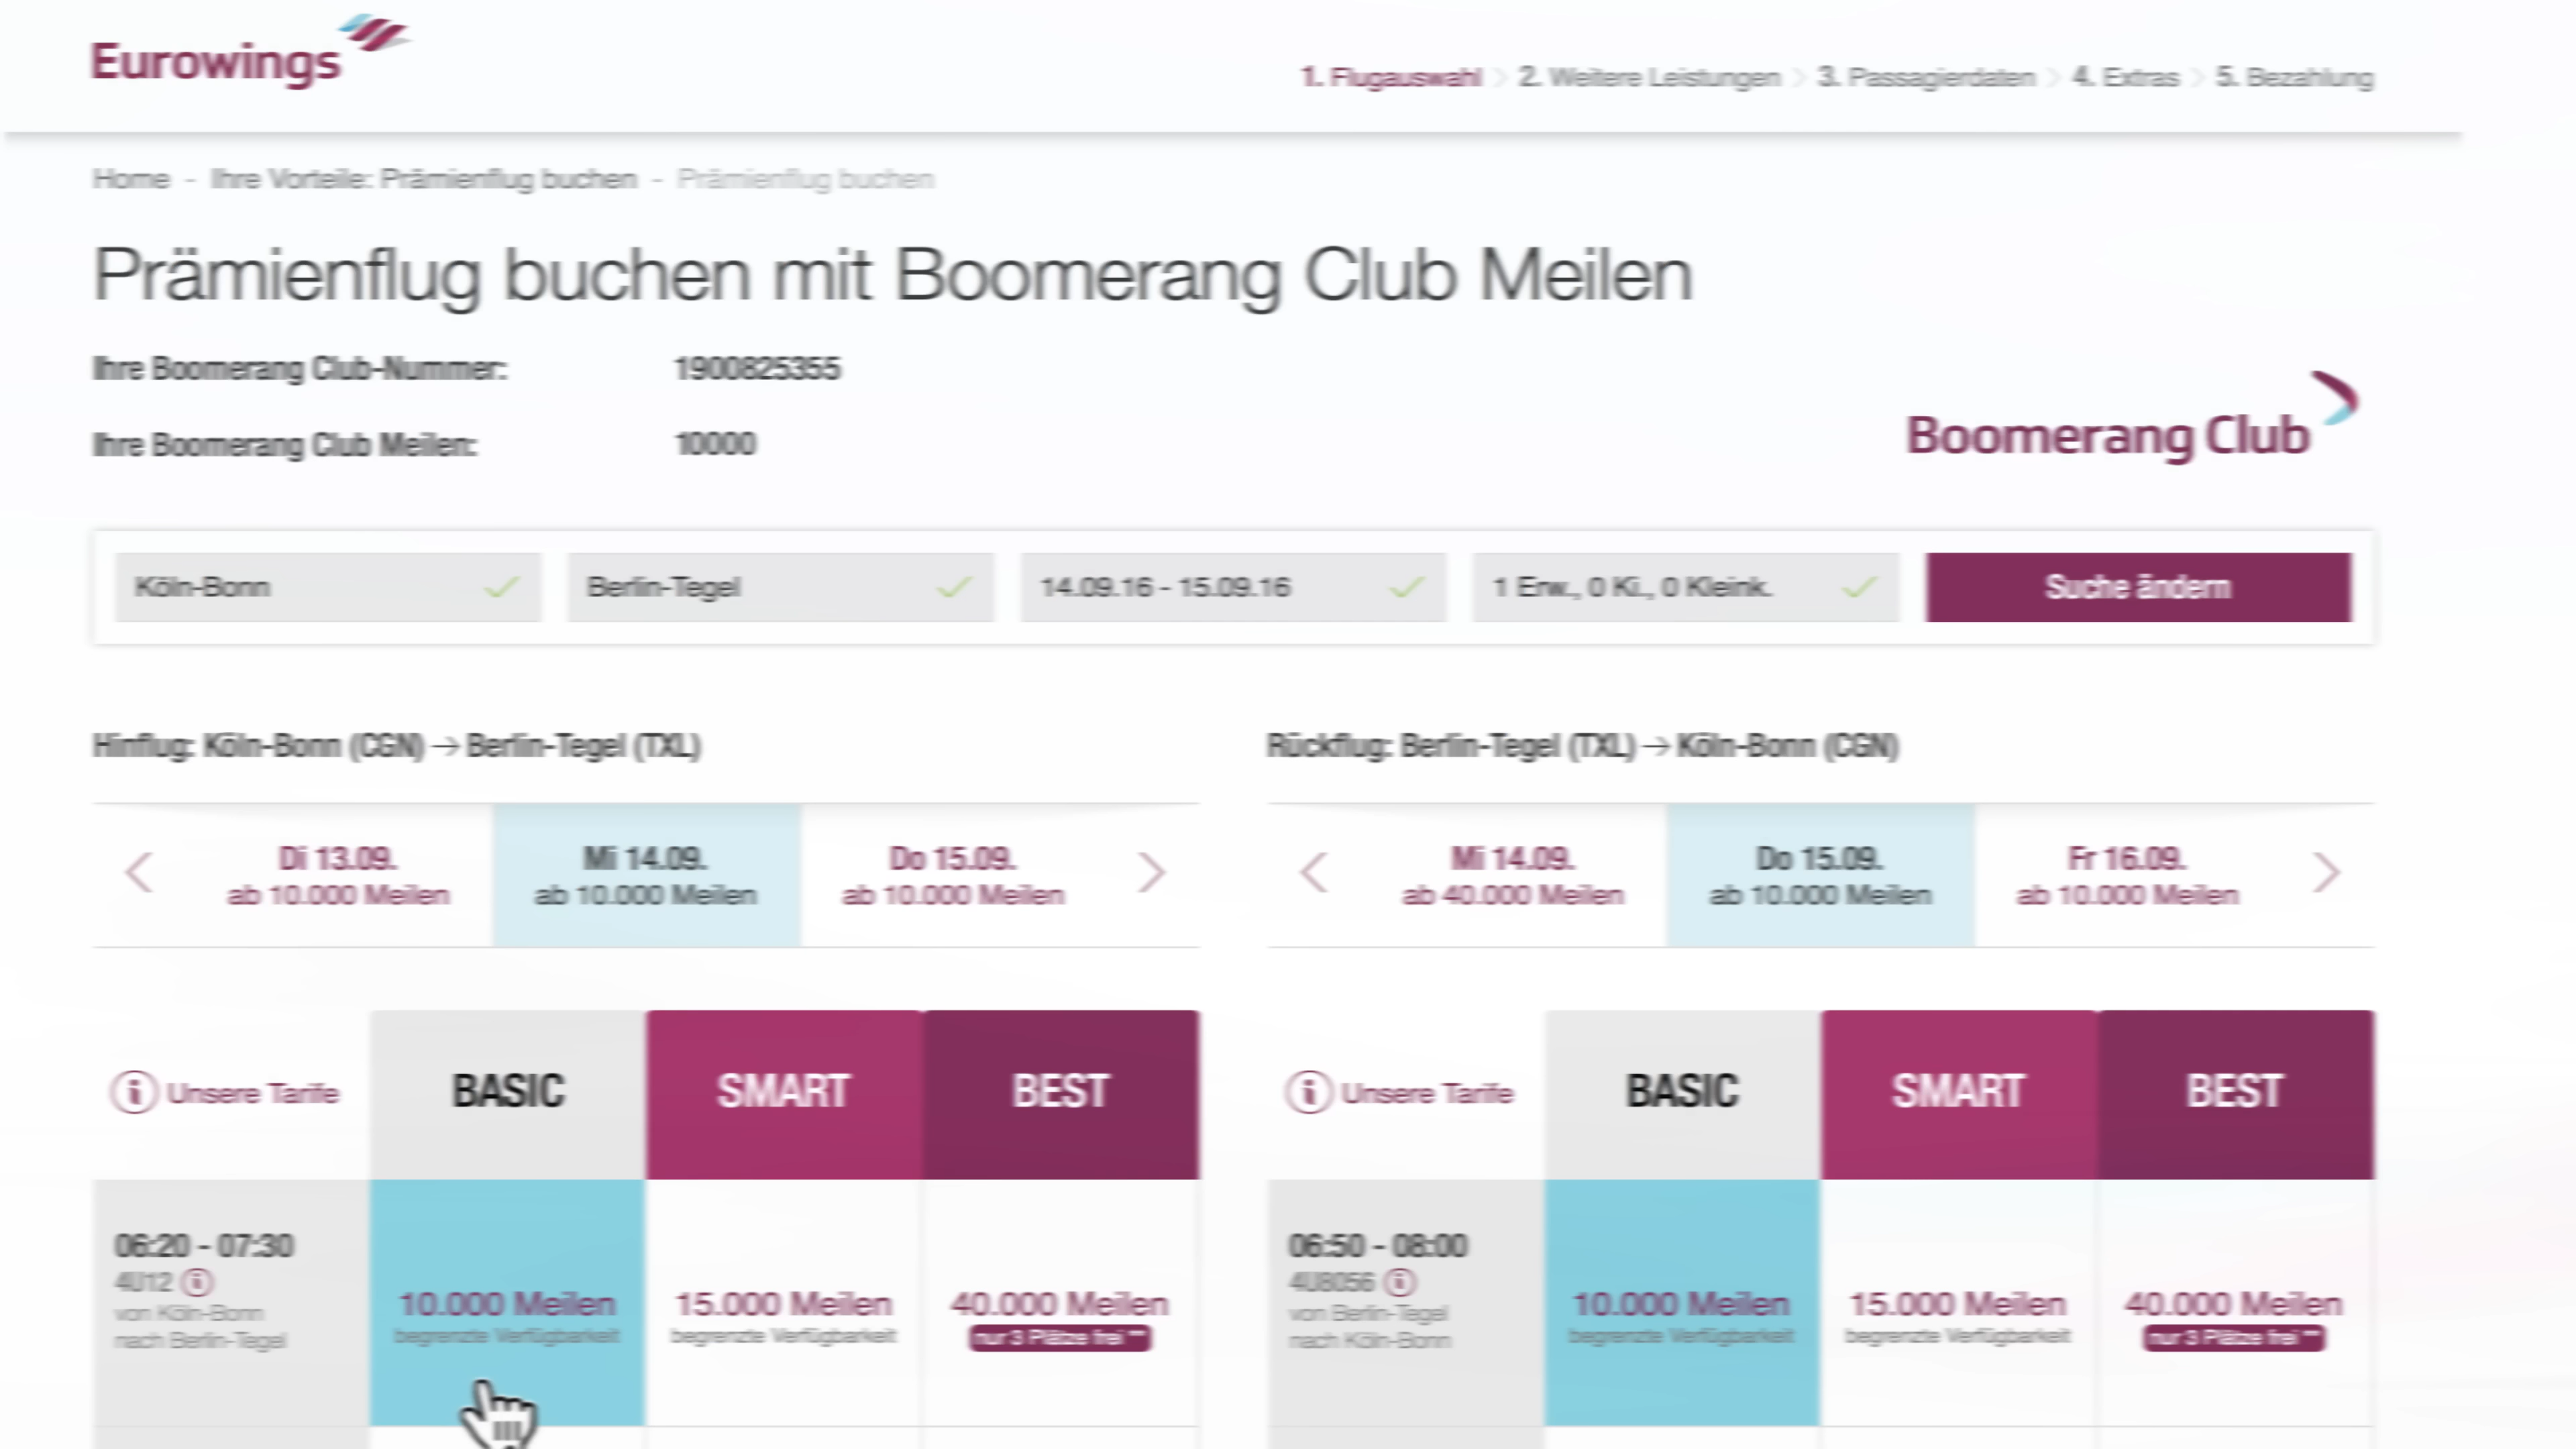 Eurowings
1. Flugauswahl > 2. Weitere Leistungen > 3. Passagierdaten > 4. Extras > 5. Bezahlung
Home - Ihre Vorteile: Prämienflug buchen - Prämienflug buchen
Prämienflug buchen mit Boomerang Club Meilen
Ihre Boomerang Club-Nummer: 1900825355
Ihre Boomerang Club Meilen: 10000
Boomerang Club
Köln-Bonn
Berlin-Tegel
14.09.16 - 15.09.16
1 Erw., 0 Ki., 0 Kleink.
Suche ändern
Hinflug: Köln-Bonn (CGN) → Berlin-Tegel (TXL)
Di 13.09.
ab 10.000 Meilen
Mi 14.09.
ab 10.000 Meilen
Do 15.09.
ab 10.000 Meilen
Unsere Tarife
BASIC
SMART
BEST
06:20 - 07:30
4U12
von Köln-Bonn
nach Berlin-Tegel
10.000 Meilen
begrenzte Verfügbarkeit
15.000 Meilen
begrenzte Verfügbarkeit
40.000 Meilen
nur 3 Plätze frei **
Rückflug: Berlin-Tegel (TXL) → Köln-Bonn (CGN)
Mi 14.09.
ab 40.000 Meilen
Do 15.09.
ab 10.000 Meilen
Fr 16.09.
ab 10.000 Meilen
Unsere Tarife
BASIC
SMART
BEST
06:50 - 08:00
4U8056
von Berlin-Tegel
nach Köln-Bonn
10.000 Meilen
begrenzte Verfügbarkeit
15.000 Meilen
begrenzte Verfügbarkeit
40.000 Meilen
nur 3 Plätze frei **